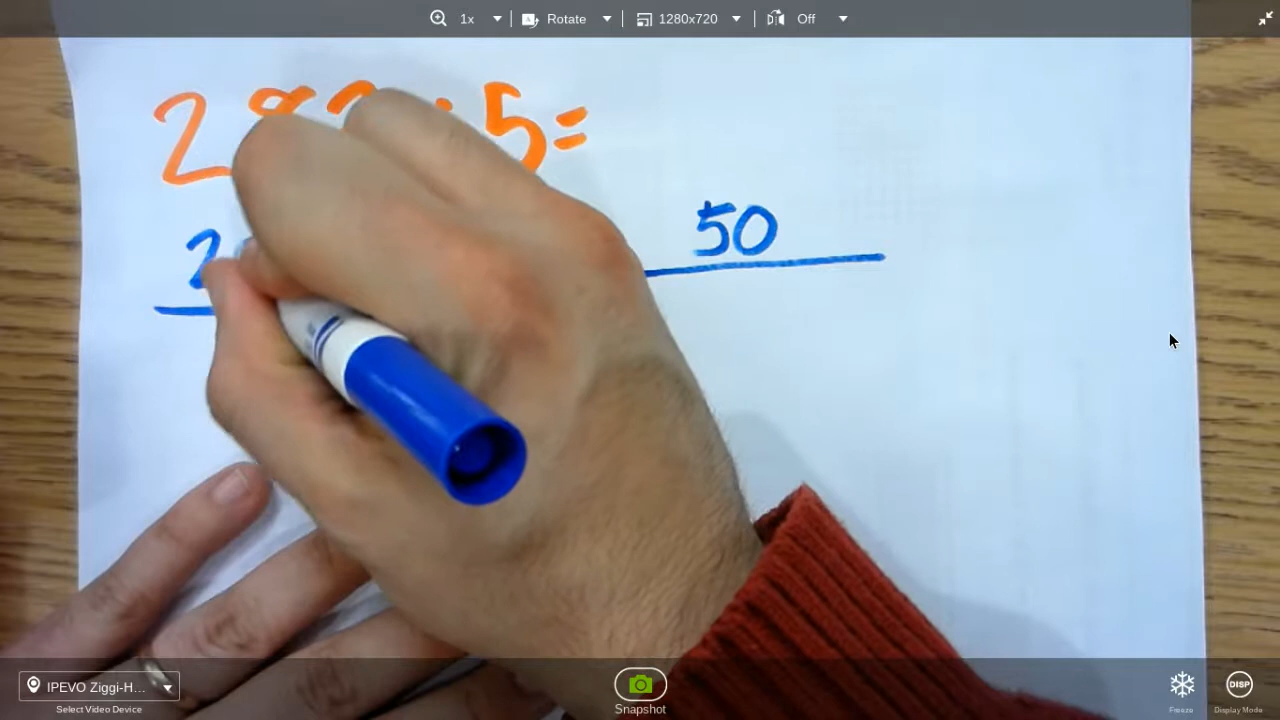 1x Rotate 1280x720 Off
2 5=
50
2
IPEVO Ziggi-H...
Select Video Device
Snapshot
Freeze
DISP
Display Mode